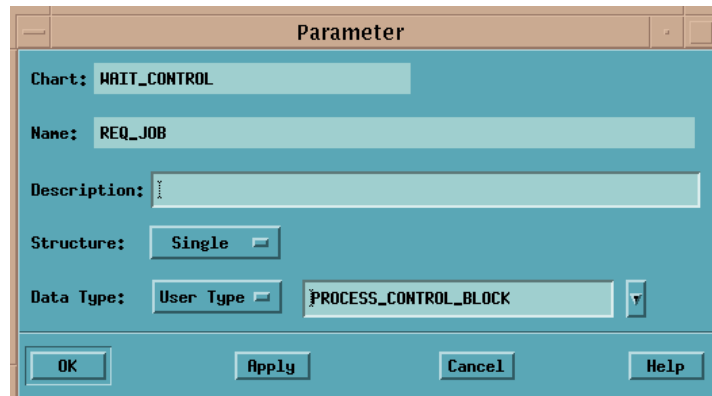 Parameter
Chart: WAIT_CONTROL
Name: REQ_JOB
Description:
Structure: Single
Data Type: User Type PROCESS_CONTROL_BLOCK
OK Apply Cancel Help